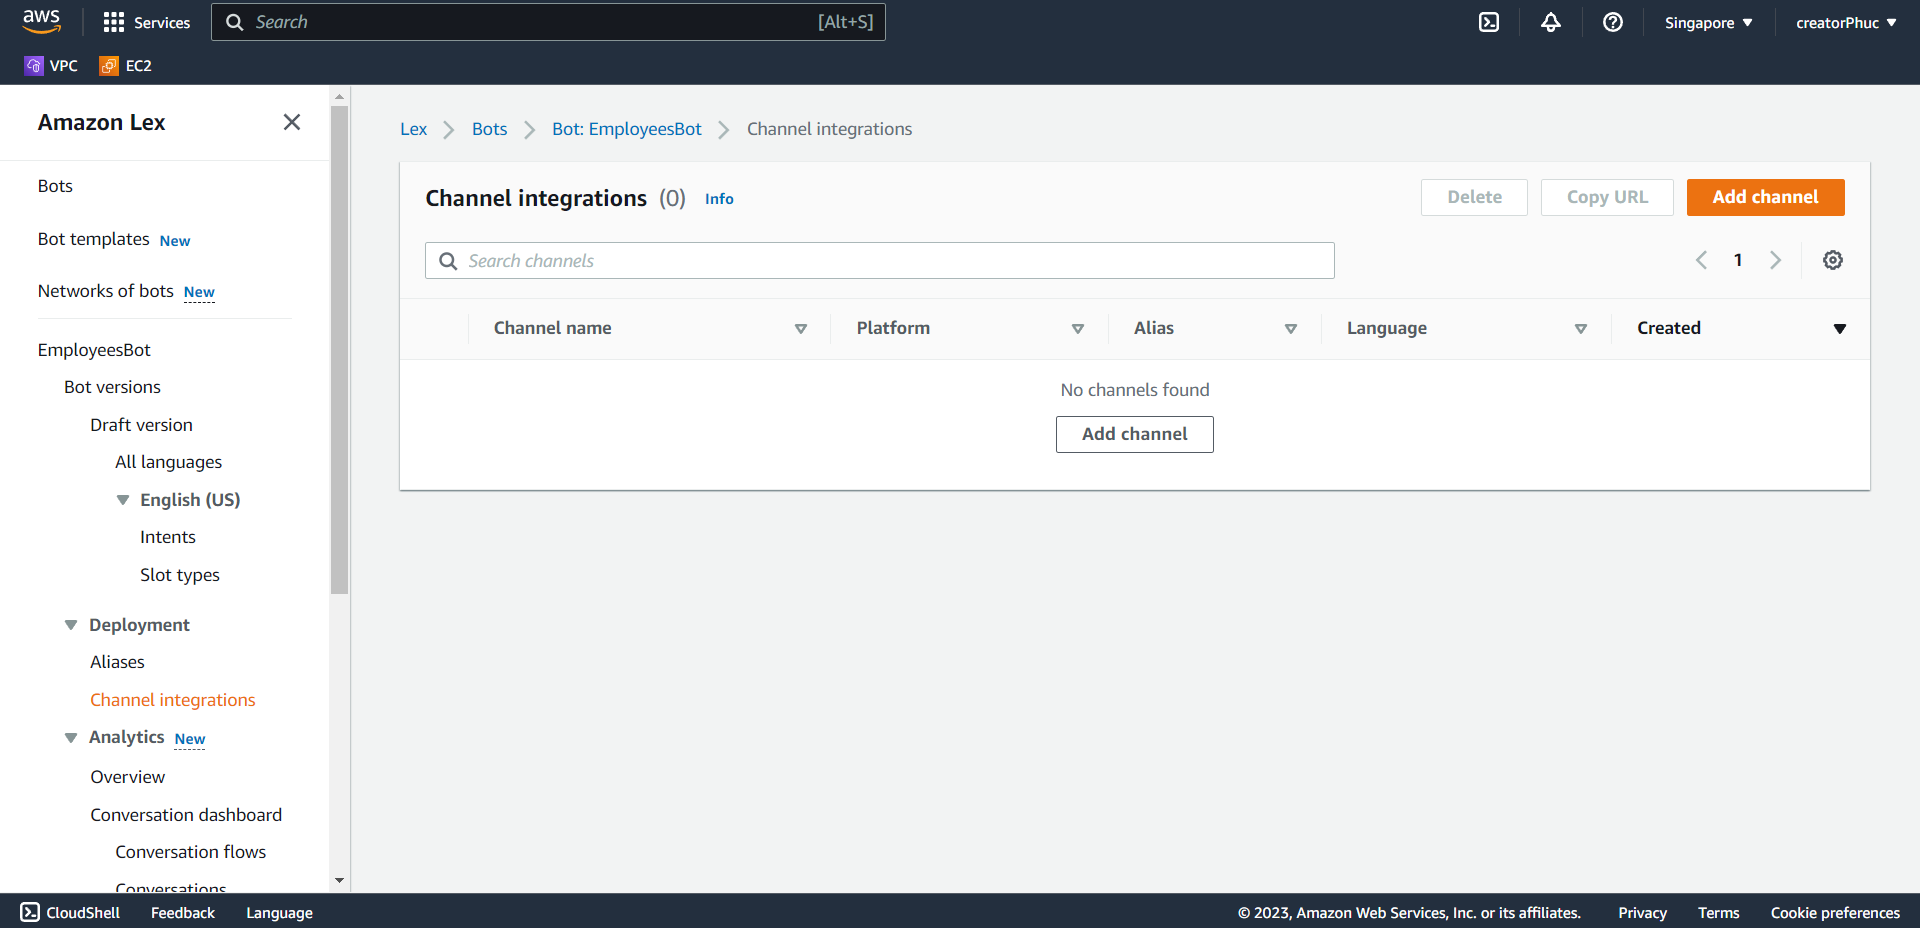 aws
Services
Search
[Alt+S]
Singapore
creatorPhuc
VPC
EC2
Amazon Lex
Bots
Bot templates New
Networks of bots New
EmployeesBot
Bot versions
Draft version
All languages
English (US)
Intents
Slot types
Deployment
Aliases
Channel integrations
Analytics New
Overview
Conversation dashboard
Conversation flows
Conversations
Lex
Bots
Bot: EmployeesBot
Channel integrations
Channel integrations (0) Info
Delete
Copy URL
Add channel
Search channels
1
Channel name
Platform
Alias
Language
Created
No channels found
Add channel
CloudShell
Feedback
Language
© 2023, Amazon Web Services, Inc. or its affiliates.
Privacy
Terms
Cookie preferences